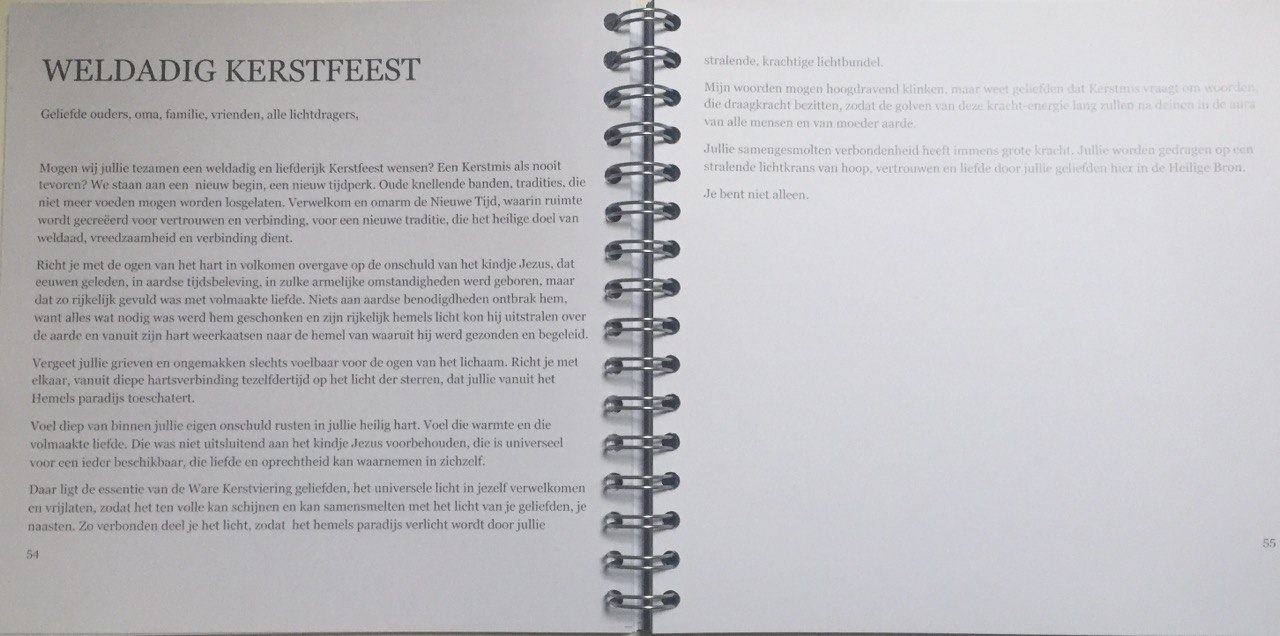 WELDADIG KERSTFEEST
Geliefde ouders, oma, familie, vrienden, alle lichtdragers,
Mogen wij jullie tezamen een weldadig en liefderijk Kerstfeest wensen? Een Kerstmis als nooit
tevoren? We staan aan een nieuw begin, een nieuw tijdperk. Oude knellende banden, tradities, die
niet meer voeden mogen worden losgelaten. Verwelkom en omarm de Nieuwe Tijd, waarin ruimte
wordt gecreëerd voor vertrouwen en verbinding, voor een nieuwe traditie, die het heilige doel van
weldaad, vreedzaamheid en verbinding dient.
Richt je met de ogen van het hart in volkomen overgave op de onschuld van het kindje Jezus, dat
eeuwen geleden, in aardse tijdsbeleving, in zulke armelijke omstandigheden werd geboren, maar
dat zo rijkelijk gevuld was met volmaakte liefde. Niets aan aardse benodigdheden ontbrak hem,
want alles wat nodig was werd hem geschonken en zijn rijkelijk hemels licht kon hij uitstralen over
de aarde en vanuit zijn hart weerkaatsen naar de hemel van waaruit hij werd gezonden en begeleid.
Vergeet jullie grieven en ongemakken slechts voelbaar voor de ogen van het lichaam. Richt je met
elkaar, vanuit diepe hartsverbinding tezelfdertijd op het licht der sterren, dat jullie vanuit het
Hemels paradijs toeschatert.
Voel diep van binnen jullie eigen onschuld rusten in jullie heilig hart. Voel die warmte en die
volmaakte liefde. Die was niet uitsluitend aan het kindje Jezus voorbehouden, die is universeel
voor een ieder beschikbaar, die liefde en oprechtheid kan waarnemen in zichzelf.
Daar ligt de essentie van de Ware Kerstviering geliefden, het universele licht in jezelf verwelkomen
en vrijlaten, zodat het ten volle kan schijnen en kan samensmelten met het licht van je geliefden, je
naasten. Zo verbonden deel je het licht, zodat het hemels paradijs verlicht wordt door jullie
54
stralende, krachtige lichtbundel.
Mijn woorden mogen hoogdravend klinken, maar weet geliefden dat Kerstmis vraagt om woorden,
die draagkracht bezitten, zodat de golven van deze kracht-energie lang zullen na deinen in de aura
van alle mensen en van moeder aarde.
Jullie samengesmolten verbondenheid heeft immens grote kracht. Jullie worden gedragen op een
stralende lichtkrans van hoop, vertrouwen en liefde door jullie geliefden hier in de Heilige Bron.
Je bent niet alleen.
55